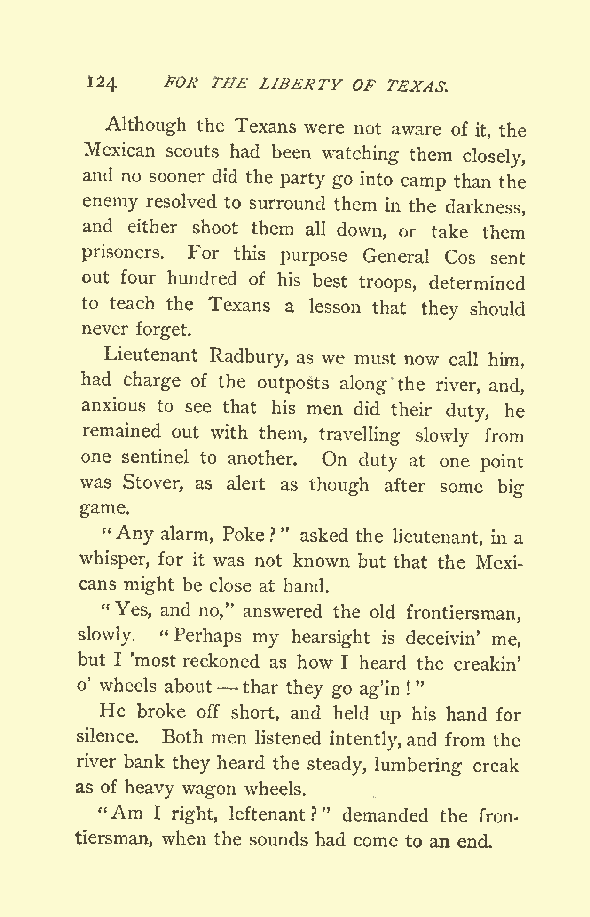 124 FOR THE LIBERTY OF TEXAS.
Although the Texans were not aware of it, the
Mexican scouts had been watching them closely,
and no sooner did the party go into camp than the
enemy resolved to surround them in the darkness,
and either shoot them all down, or take them
prisoners. For this purpose General Cos sent
out four hundred of his best troops, determined
to teach the Texans a lesson that they should
never forget.
Lieutenant Radbury, as we must now call him,
had charge of the outposts along the river, and,
anxious to see that his men did their duty, he
remained out with them, travelling slowly from
one sentinel to another. On duty at one point
was Stover, as alert as though after some big
game.
"Any alarm, Poke?" asked the lieutenant, in a
whisper, for it was not known but that the Mexi-
cans might be close at hand.
"Yes, and no," answered the old frontiersman,
slowly. "Perhaps my hearsight is deceivin' me,
but I 'most reckoned as how I heard the creakin'
o' wheels about — thar they go ag'in!"
He broke off short, and held up his hand for
silence. Both men listened intently, and from the
river bank they heard the steady, lumbering creak
as of heavy wagon wheels.
"Am I right, leftenant?" demanded the fron-
tiersman, when the sounds had come to an end.